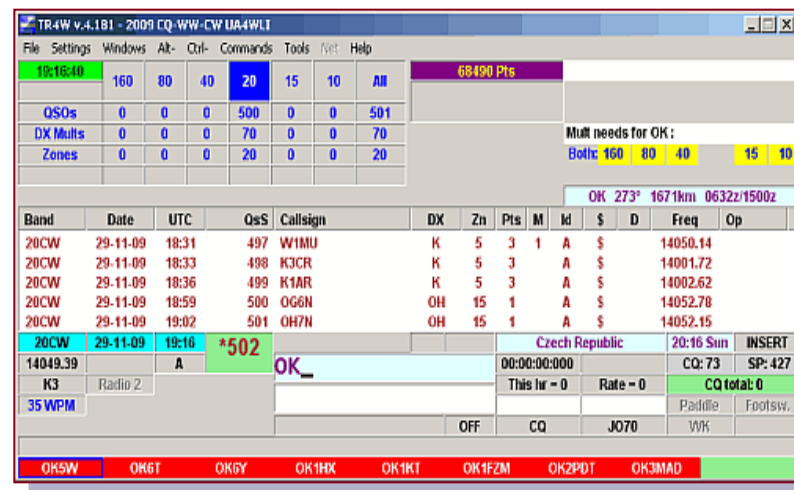 TR4W v.4.181 - 2009 CQ-WW-CW UA4WLI
File Settings Windows Alt- Ctrl- Commands Tools Net Help
19:16:40 160 80 40 20 15 10 All 68490 Pts
QSOs 0 0 0 500 0 0 501
DX Mults 0 0 0 70 0 0 70 Mult needs for OK :
Zones 0 0 0 20 0 0 20 Both: 160 80 40 15 10
OK 273° 1671km 0632z/1500z
Band Date UTC QsS Callsign DX Zn Pts M Id $ D Freq Op
20CW 29-11-09 18:31 497 W1MU K 5 3 1 A $ 14050.14
20CW 29-11-09 18:33 498 K3CR K 5 3 A $ 14001.72
20CW 29-11-09 18:36 499 K1AR K 5 3 A $ 14002.62
20CW 29-11-09 18:59 500 OG6N OH 15 1 A $ 14052.78
20CW 29-11-09 19:02 501 OH7N OH 15 1 A $ 14052.15
20CW 29-11-09 19:16 *502 Czech Republic 20:16 Sun INSERT
14049.39 A OK_ 00:00:00:000 CQ: 73 SP: 427
K3 Radio 2 This hr = 0 Rate = 0 CQ total: 0
35 WPM Paddle Footsw.
OFF CQ JO70 WK
OK5W OK6T OK6Y OK1HX OK1KT OK1FZM OK2PDT OK3MAD